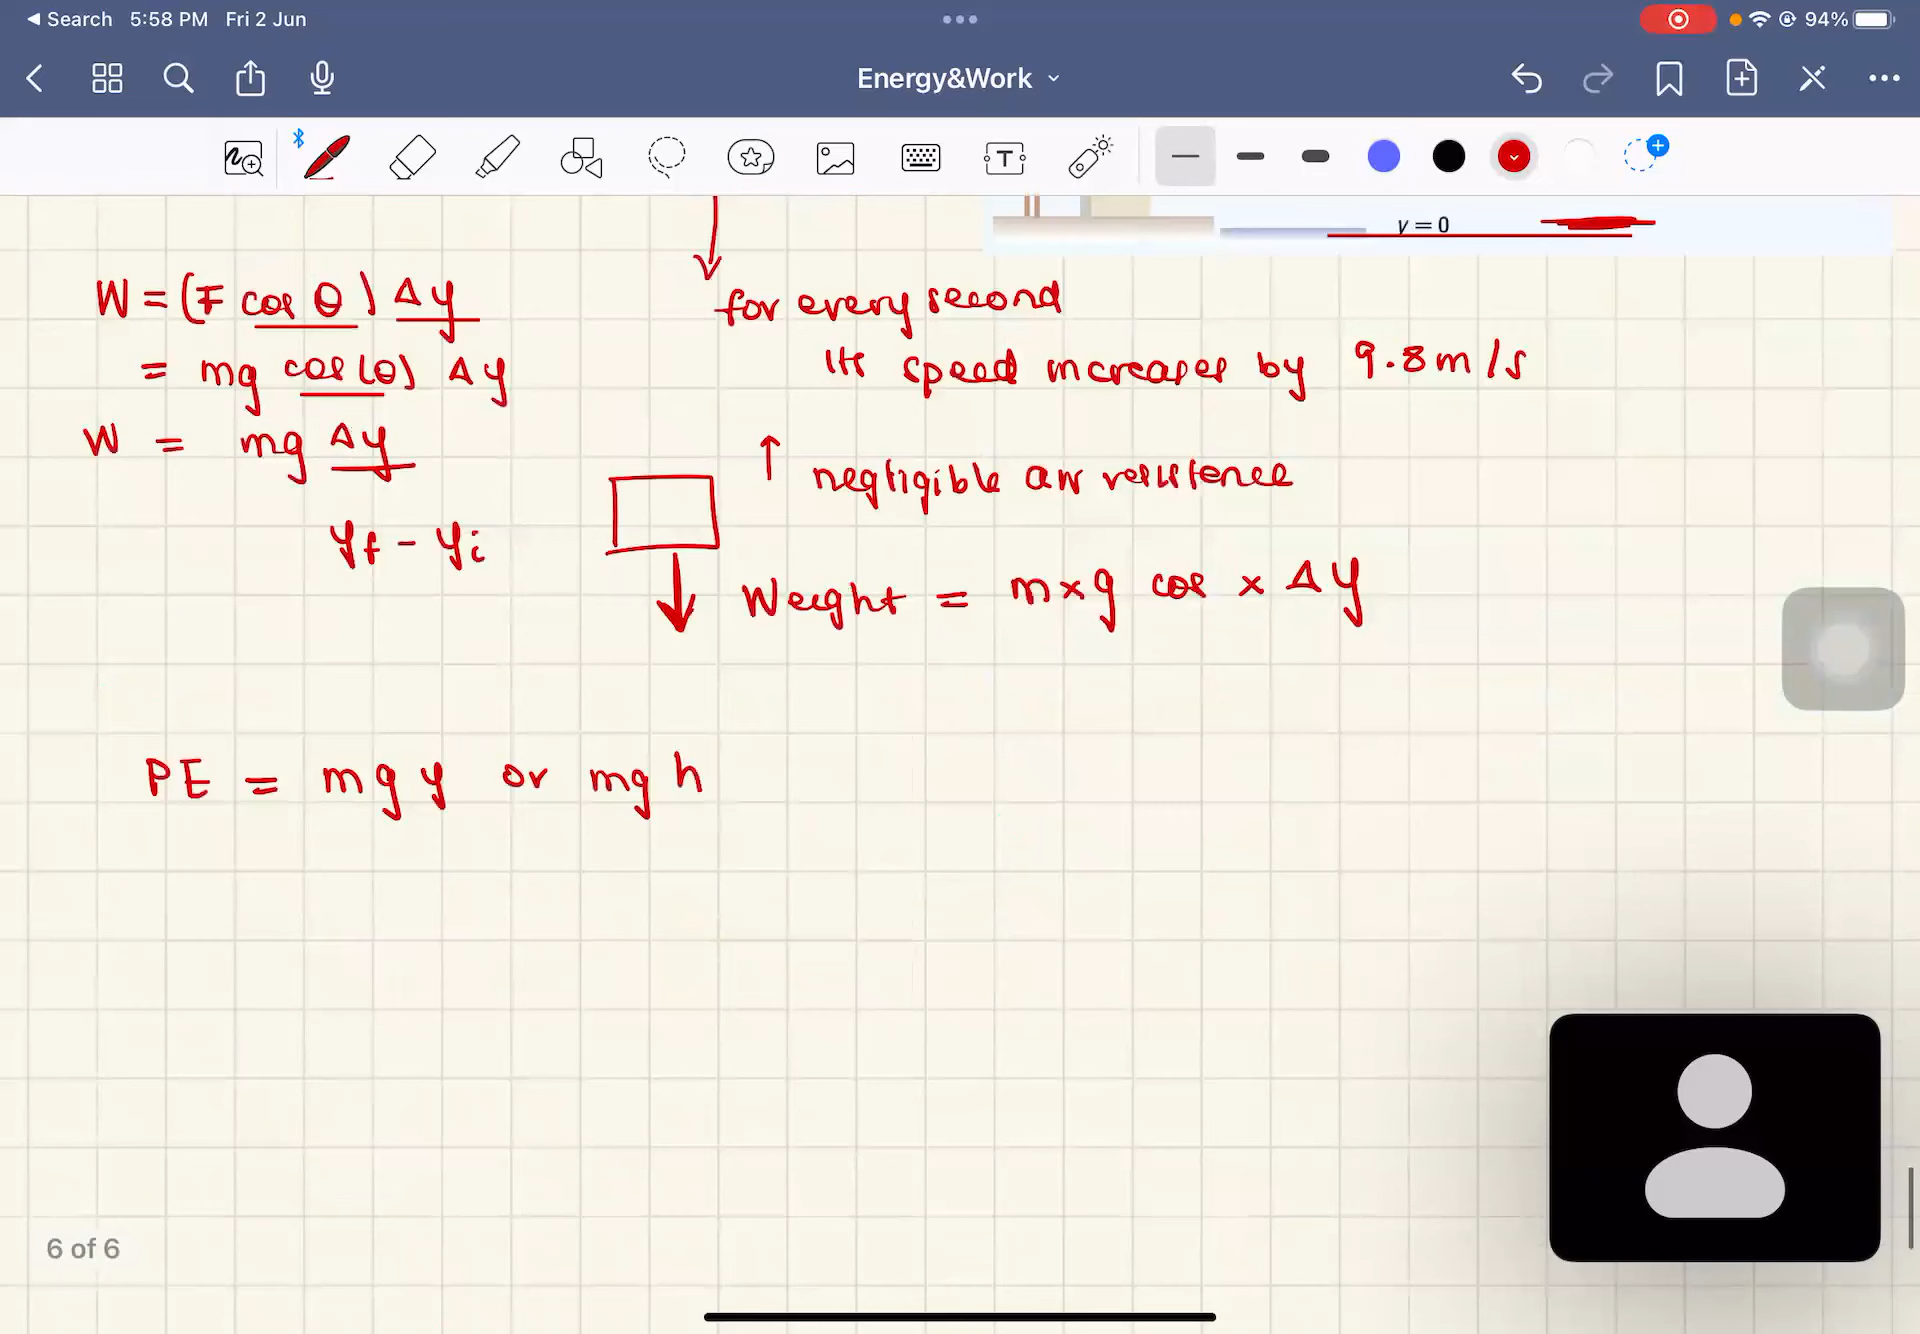 Search 5:58 PM Fri 2 Jun
94%
Energy&Work
T
y = 0
W = (F cos θ) Δy
= mg cos(θ) Δy
W = mg Δy
yf - yi
for every second
its speed increases by 9.8 m/s
↑ negligible air resistence
Weight = m×g cos × Δy
PE = mgy or mgh
6 of 6